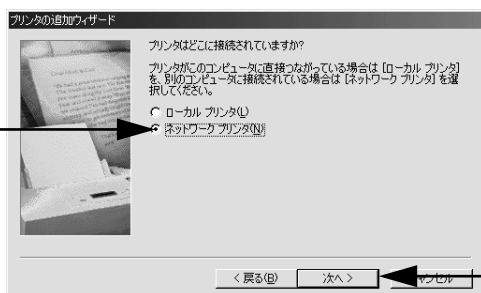 プリンタの追加ウィザード
プリンタはどこに接続されていますか?
プリンタがこのコンピュータに直接つながっている場合は [ローカル プリンタ]
を、別のコンピュータに接続されている場合は [ネットワーク プリンタ] を選
択してください。
ローカル プリンタ(L)
ネットワーク プリンタ(N)
< 戻る(B)
次へ >